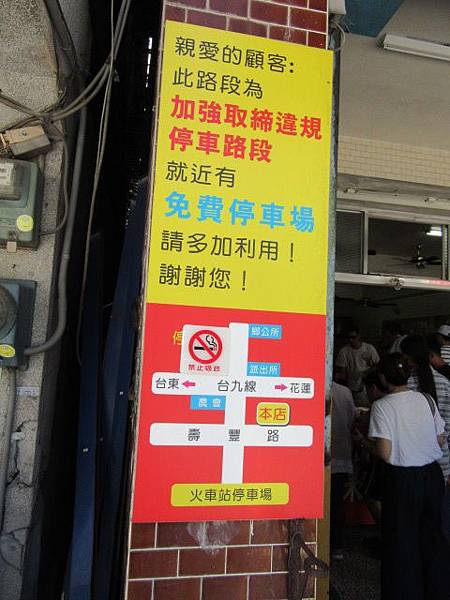 親愛的顧客:
此路段為
加強取締違規
停車路段
就近有
免費停車場
請多加利用!
謝謝您!
鄉公所
停
禁止吸菸
派出所
台東 台九線 花蓮
農會
本店
壽豐路
火車站停車場